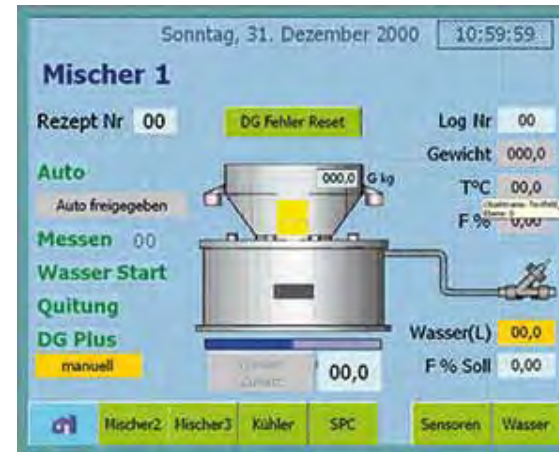 Sonntag, 31. Dezember 2000 10:59:59
Mischer 1
Rezept Nr 00
DG Fehler Reset
Log Nr 00
Gewicht 000,0
Auto
000,0 G kg
T°C 00,0
Auto freigegeben
F % 0,00
Messen 00
Wasser Start
Quitung
DG Plus
Wasser(L) 00,0
manuell
00,0
F % Soll 0,00
Mischer2 Mischer3 Kühler SPC Sensoren Wasser